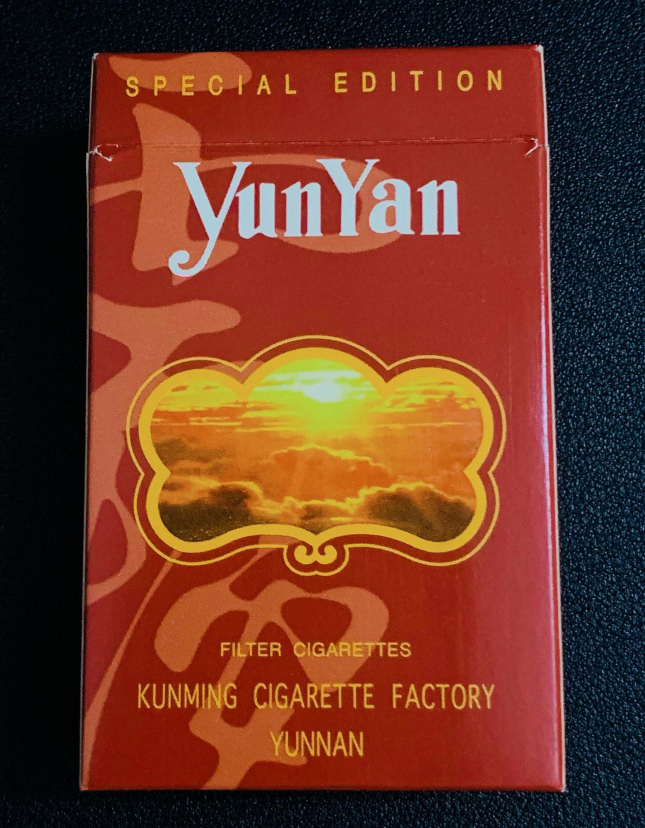 SPECIAL EDITION
YunYan
FILTER CIGARETTES
KUNMING CIGARETTE FACTORY
YUNNAN